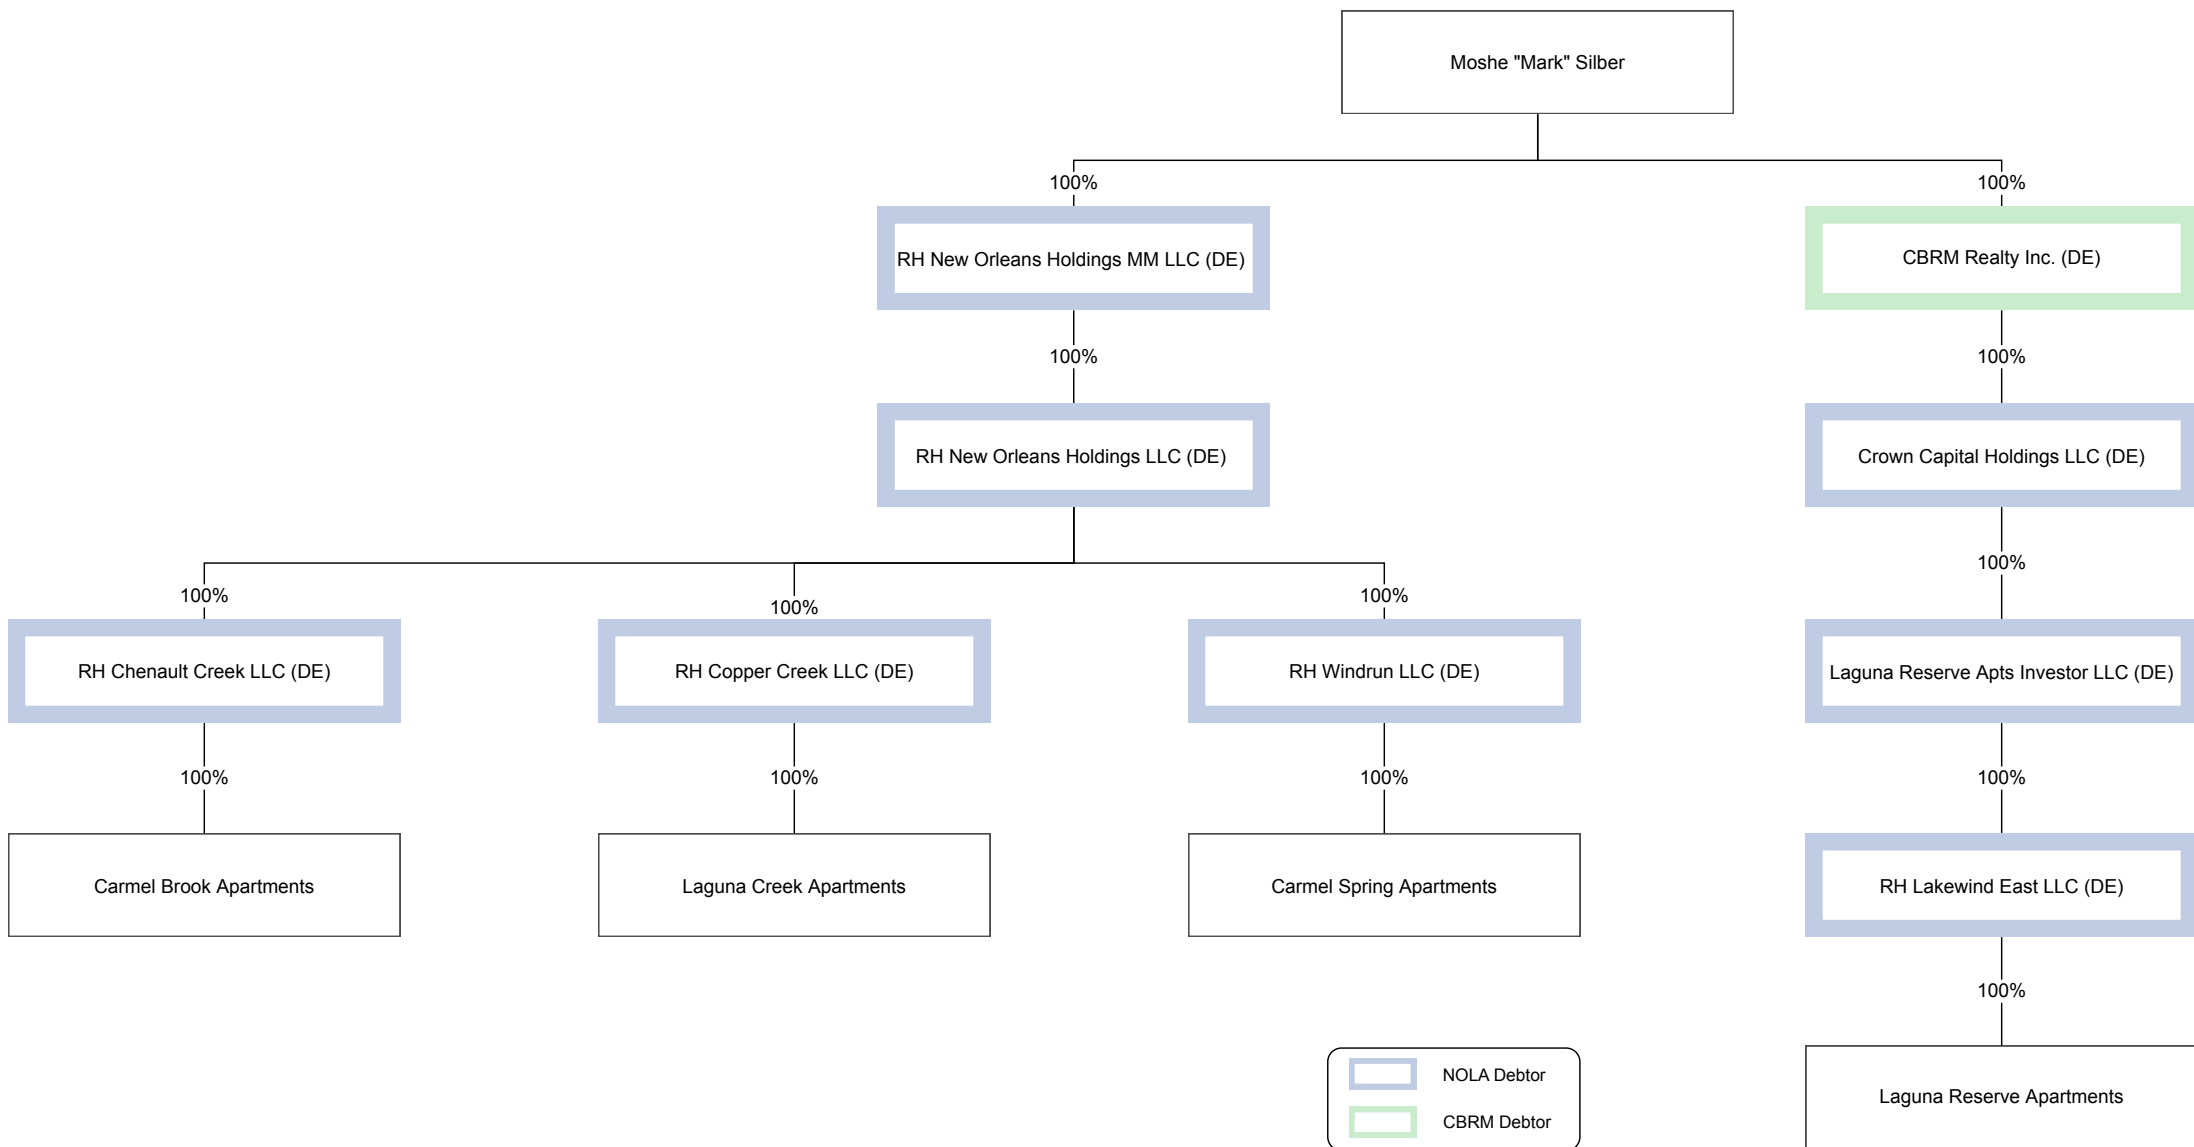 Moshe "Mark" Silber
100%
100%
RH New Orleans Holdings MM LLC (DE)
CBRM Realty Inc. (DE)
100%
100%
RH New Orleans Holdings LLC (DE)
Crown Capital Holdings LLC (DE)
100%
100%
100%
100%
RH Chenault Creek LLC (DE)
RH Copper Creek LLC (DE)
RH Windrun LLC (DE)
Laguna Reserve Apts Investor LLC (DE)
100%
100%
100%
100%
Carmel Brook Apartments
Laguna Creek Apartments
Carmel Spring Apartments
RH Lakewind East LLC (DE)
100%
NOLA Debtor
CBRM Debtor
Laguna Reserve Apartments